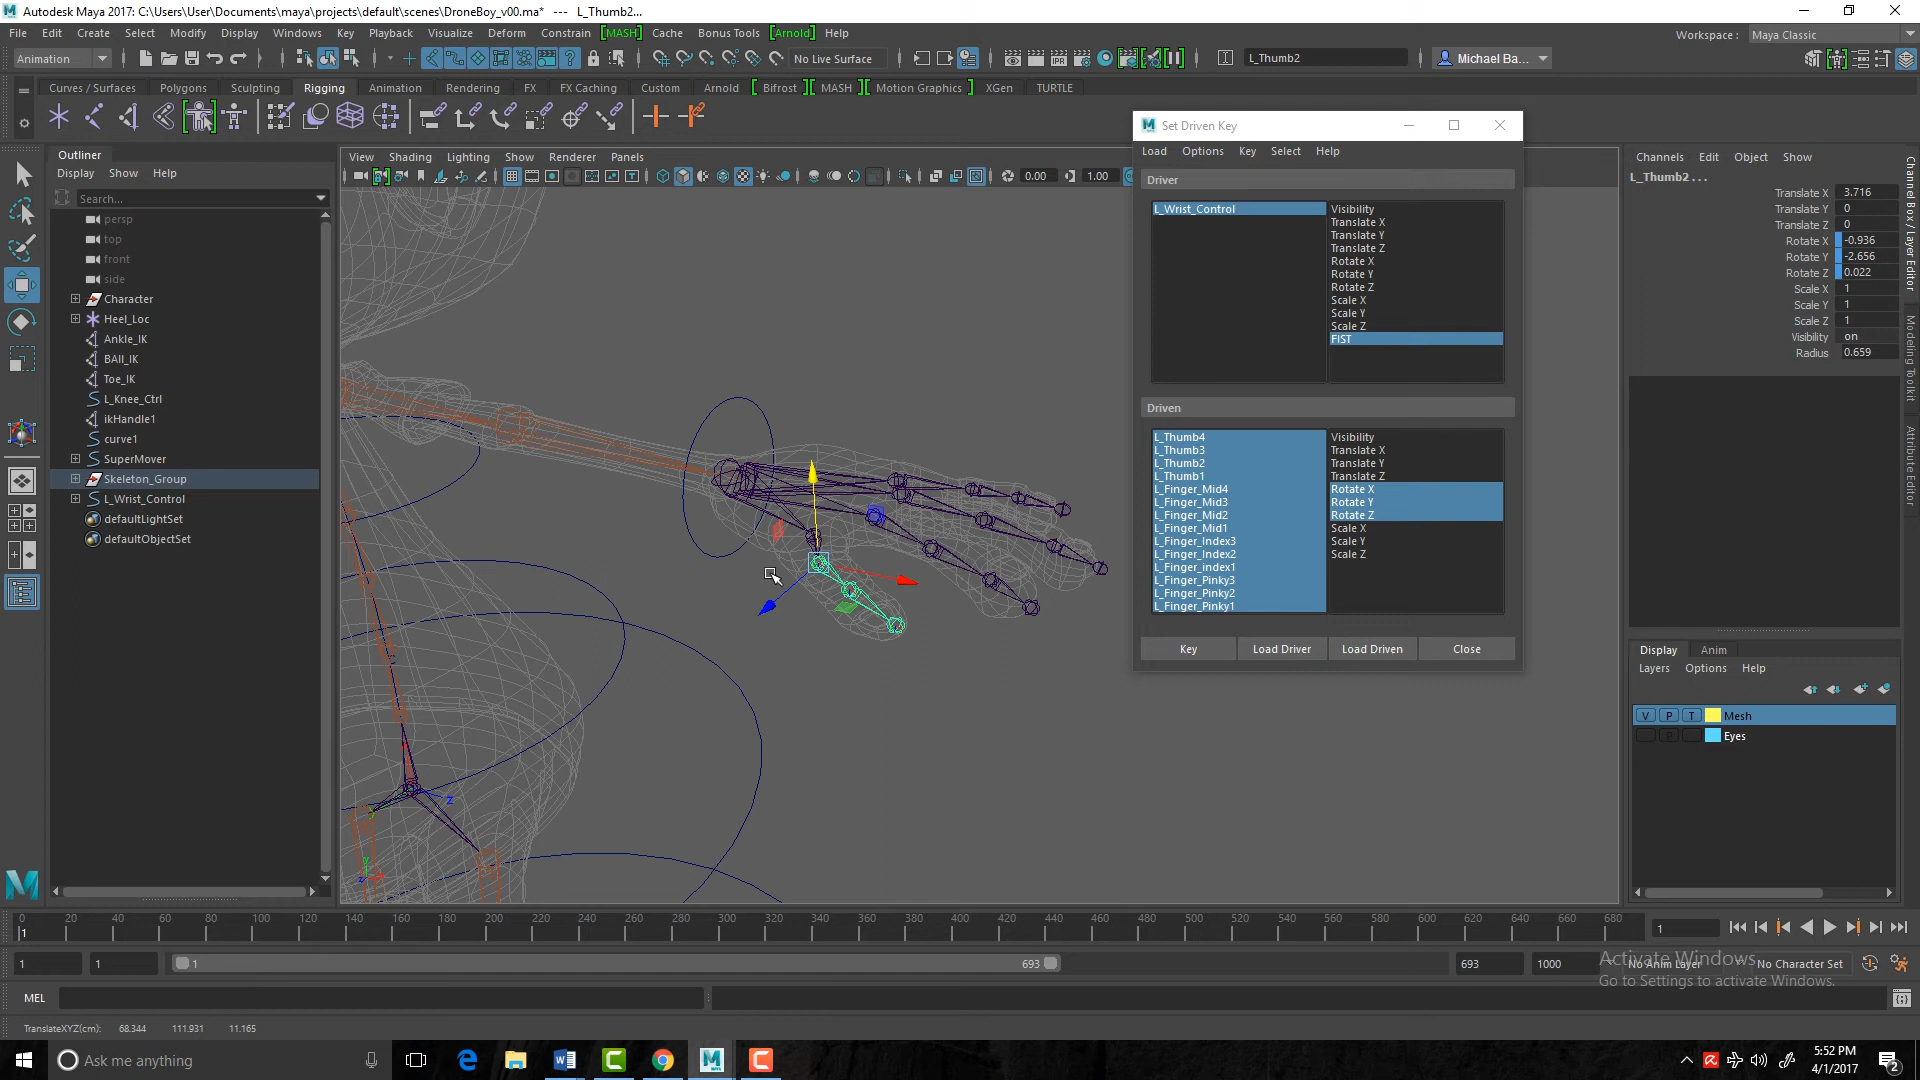 Autodesk Maya 2017: C:\Users\User\Documents\maya\projects\default\scenes\DroneBoy_v00.ma* --- L_Thumb2...
File Edit Create Select Modify Display Windows Key Playback Visualize Deform Constrain [MASH] Cache Bonus Tools [Arnold] Help
Workspace : Maya Classic
Animation No Live Surface L_Thumb2 Michael Ba...
Curves / Surfaces Polygons Sculpting Rigging Animation Rendering FX FX Caching Custom Arnold [ Bifrost ] [ MASH ] [ Motion Graphics ] XGen TURTLE
Outliner
Display Show Help
Search...
persp
top
front
side
Character
Heel_Loc
Ankle_IK
BAll_IK
Toe_IK
L_Knee_Ctrl
ikHandle1
curve1
SuperMover
Skeleton_Group
L_Wrist_Control
defaultLightSet
defaultObjectSet
View Shading Lighting Show Renderer Panels
0.00 1.00
z
z
Set Driven Key
Load Options Key Select Help
Driver
L_Wrist_Control
Visibility
Translate X
Translate Y
Translate Z
Rotate X
Rotate Y
Rotate Z
Scale X
Scale Y
Scale Z
FIST
Driven
L_Thumb4
L_Thumb3
L_Thumb2
L_Thumb1
L_Finger_Mid4
L_Finger_Mid3
L_Finger_Mid2
L_Finger_Mid1
L_Finger_Index3
L_Finger_Index2
L_Finger_index1
L_Finger_Pinky3
L_Finger_Pinky2
L_Finger_Pinky1
Visibility
Translate X
Translate Y
Translate Z
Rotate X
Rotate Y
Rotate Z
Scale X
Scale Y
Scale Z
Key Load Driver Load Driven Close
Channels Edit Object Show
L_Thumb2 . . .
Translate X 3.716
Translate Y 0
Translate Z 0
Rotate X -0.936
Rotate Y -2.656
Rotate Z 0.022
Scale X 1
Scale Y 1
Scale Z 1
Visibility on
Radius 0.659
Channel Box / Layer Editor
Modeling Toolkit
Attribute Editor
Display Anim
Layers Options Help
V P T Mesh
P Eyes
0 20 40 60 80 100 120 140 160 180 200 220 240 260 280 300 320 340 360 380 400 420 440 460 480 500 520 540 560 580 600 620 640 660 680
1
1
1 1 1 693 693 1000 No Anim Layer No Character Set
Activate Windows
Go to Settings to activate Windows.
MEL
TranslateXYZ(cm): 68.344 111.931 11.165
Ask me anything
5:52 PM
4/1/2017
2